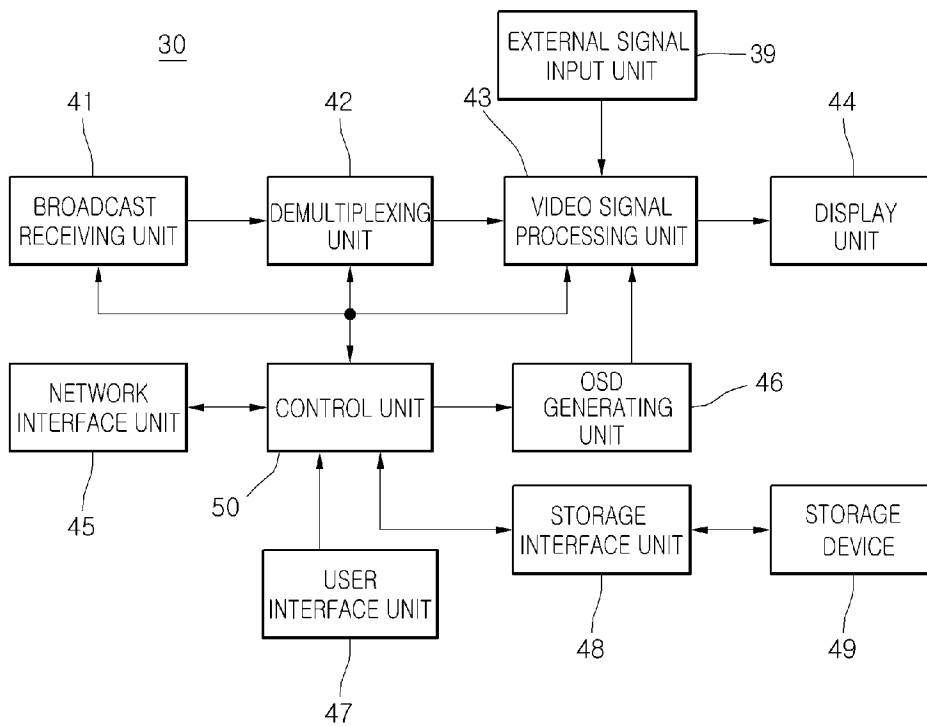 30
EXTERNAL SIGNAL
INPUT UNIT
39
41
42
43
44
BROADCAST
RECEIVING UNIT
DEMULTIPLEXING
UNIT
VIDEO SIGNAL
PROCESSING UNIT
DISPLAY
UNIT
NETWORK
INTERFACE UNIT
CONTROL UNIT
OSD
GENERATING
UNIT
46
45
50
STORAGE
INTERFACE UNIT
STORAGE
DEVICE
USER
INTERFACE UNIT
48
49
47